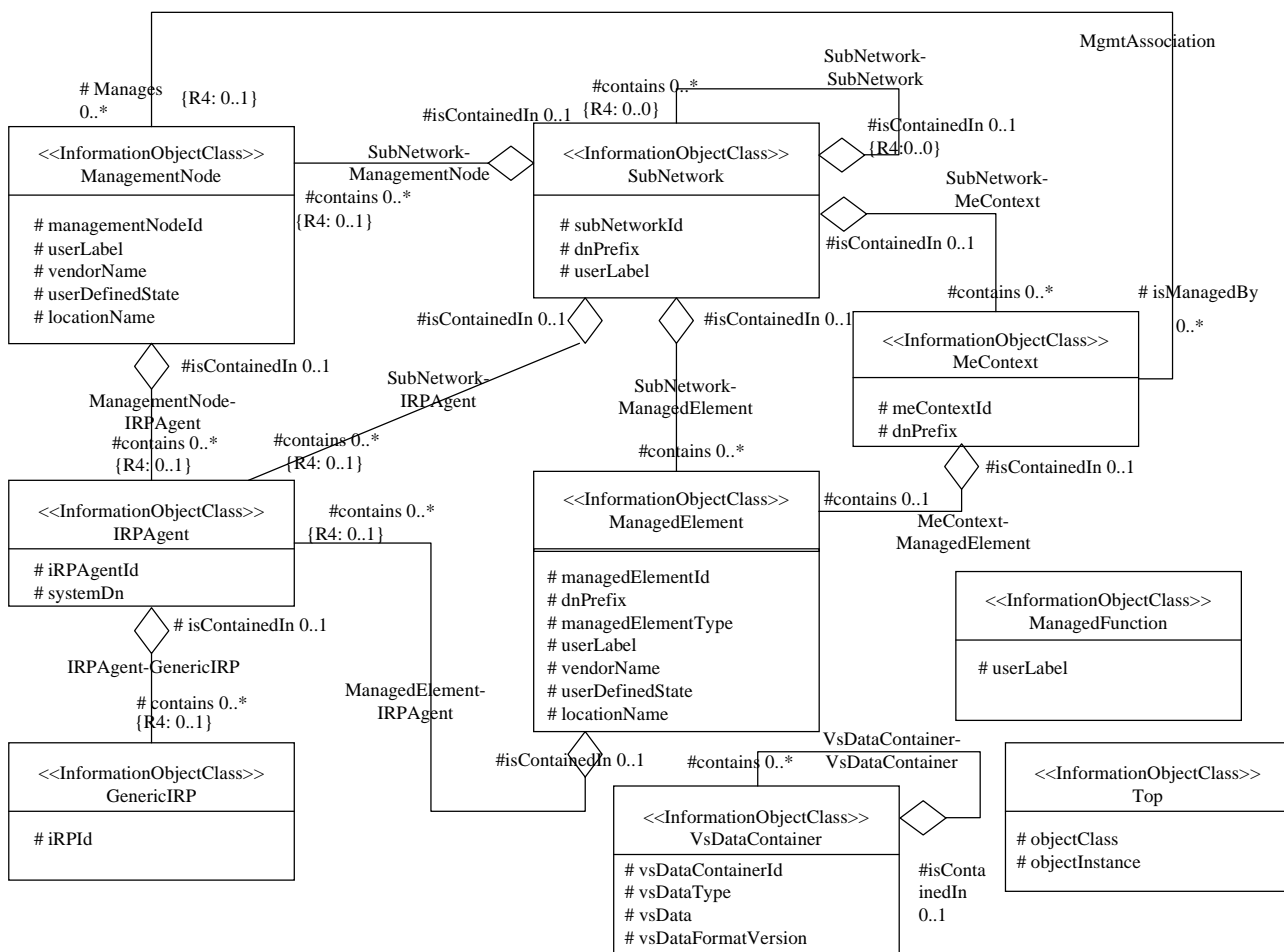 MgmtAssociation
SubNetwork-
SubNetwork
# Manages
0..*
{R4: 0..1}
#contains 0..*
{R4: 0..0}
#isContainedIn 0..1
#isContainedIn 0..1
{R4:0..0}
<<InformationObjectClass>>
ManagementNode
# managementNodeId
# userLabel
# vendorName
# userDefinedState
# locationName
SubNetwork-
ManagementNode
#contains 0..*
{R4: 0..1}
<<InformationObjectClass>>
SubNetwork
# subNetworkId
# dnPrefix
# userLabel
SubNetwork-
MeContext
#isContainedIn 0..1
#contains 0..*
# isManagedBy
0..*
#isContainedIn 0..1
#isContainedIn 0..1
<<InformationObjectClass>>
MeContext
# meContextId
# dnPrefix
#isContainedIn 0..1
ManagementNode-
IRPAgent
#contains 0..*
{R4: 0..1}
SubNetwork-
IRPAgent
#contains 0..*
{R4: 0..1}
SubNetwork-
ManagedElement
#contains 0..*
#isContainedIn 0..1
#contains 0..1
MeContext-
ManagedElement
<<InformationObjectClass>>
IRPAgent
# iRPAgentId
# systemDn
#contains 0..*
{R4: 0..1}
<<InformationObjectClass>>
ManagedElement
# managedElementId
# dnPrefix
# managedElementType
# userLabel
# vendorName
# userDefinedState
# locationName
<<InformationObjectClass>>
ManagedFunction
# userLabel
# isContainedIn 0..1
IRPAgent-GenericIRP
# contains 0..*
{R4: 0..1}
ManagedElement-
IRPAgent
#isContainedIn 0..1
<<InformationObjectClass>>
GenericIRP
# iRPId
VsDataContainer-
VsDataContainer
#contains 0..*
<<InformationObjectClass>>
VsDataContainer
# vsDataContainerId
# vsDataType
# vsData
# vsDataFormatVersion
#isConta
inedIn
0..1
<<InformationObjectClass>>
Top
# objectClass
# objectInstance